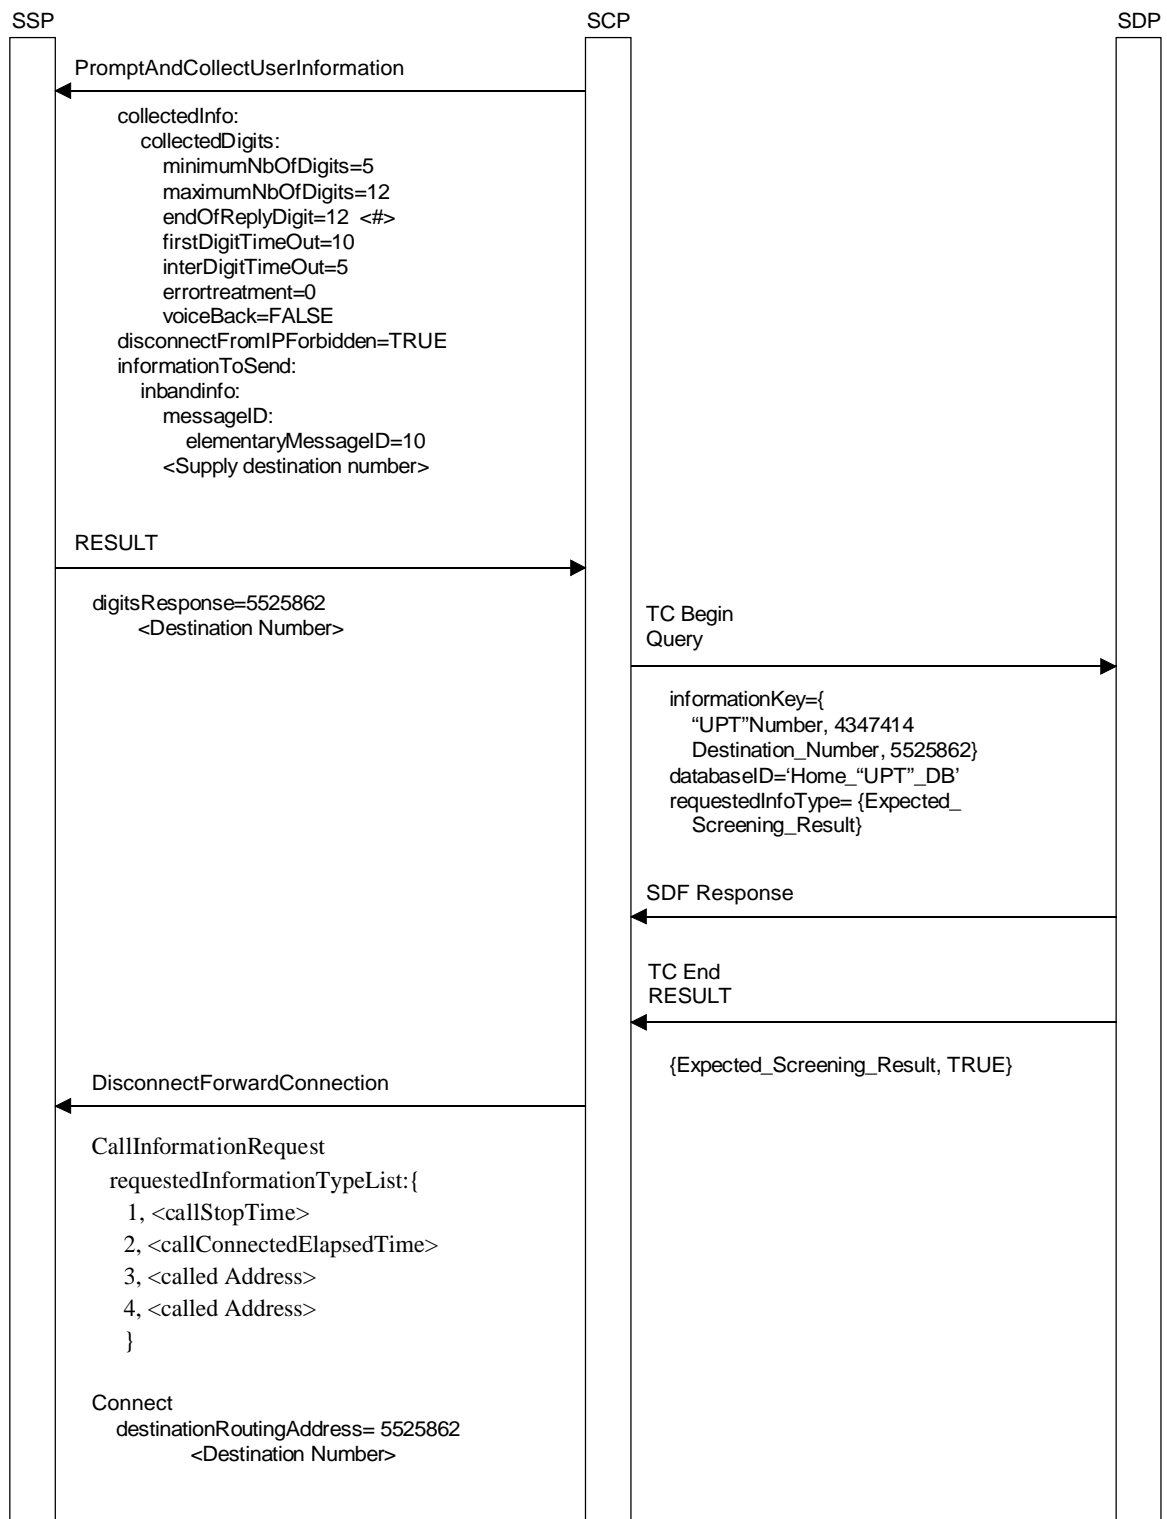 SSP
SCP
SDP
PromptAndCollectUserInformation
collectedInfo:
collectedDigits:
minimumNbOfDigits=5
maximumNbOfDigits=12
endOfReplyDigit=12 <#>
firstDigitTimeOut=10
interDigitTimeOut=5
errortreatment=0
voiceBack=FALSE
disconnectFromIPForbidden=TRUE
informationToSend:
inbandinfo:
messageID:
elementaryMessageID=10
<Supply destination number>
RESULT
digitsResponse=5525862
<Destination Number>
TC Begin
Query
informationKey={
“UPT”Number, 4347414
Destination_Number, 5525862}
databaseID=‘Home_“UPT”_DB’
requestedInfoType= {Expected_
Screening_Result}
SDF Response
TC End
RESULT
{Expected_Screening_Result, TRUE}
DisconnectForwardConnection
CallInformationRequest
requestedInformationTypeList:{
1, <callStopTime>
2, <callConnectedElapsedTime>
3, <called Address>
4, <called Address>
}
Connect
destinationRoutingAddress= 5525862
<Destination Number>